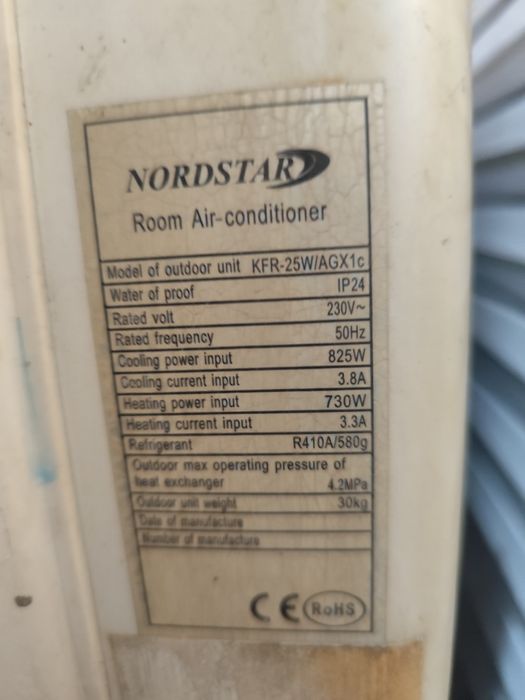 NORDSTAR
Room Air-conditioner
Model of outdoor unit KFR-25W/AGX1c
Water of proof IP24
Rated volt 230V~
Rated frequency 50Hz
Cooling power input 825W
Cooling current input 3.8A
Heating power input 730W
Heating current input 3.3A
Refrigerant R410A/580g
Outdoor max operating pressure of
heat exchanger 4.2MPa
Outdoor unit weight 30kg
Date of manufacture
Number of manufacture
CE RoHS